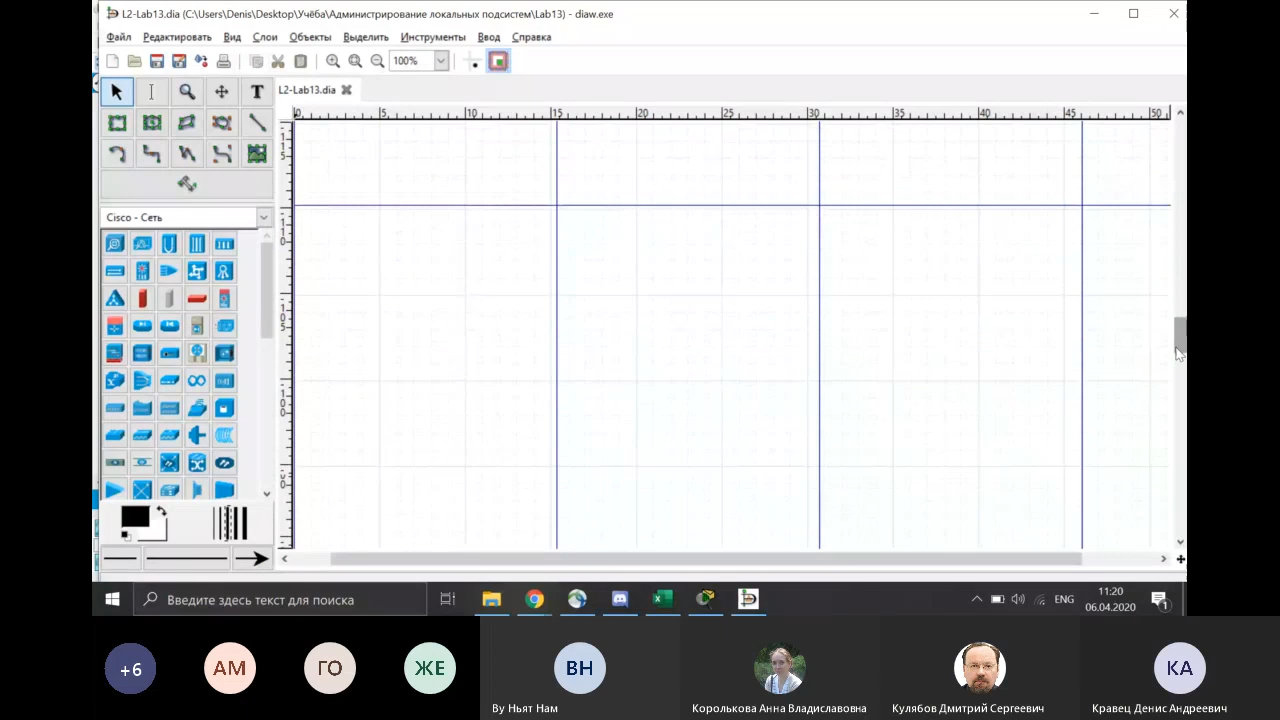 L2-Lab13.dia (C:\Users\Denis\Desktop\Учёба\Администрирование локальных подсистем\Lab13) - diaw.exe
Файл Редактировать Вид Слои Объекты Выделить Инструменты Ввод Справка
100%
L2-Lab13.dia
0 5 10 15 20 25 30 35 40 45 50
Cisco - Сеть
Введите здесь текст для поиска
ENG
11:20
06.04.2020
1
+6
АМ
ГО
ЖЕ
ВН
КА
Ву Ньят Нам
Королькова Анна Владиславовна
Кулябов Дмитрий Сергеевич
Кравец Денис Андреевич